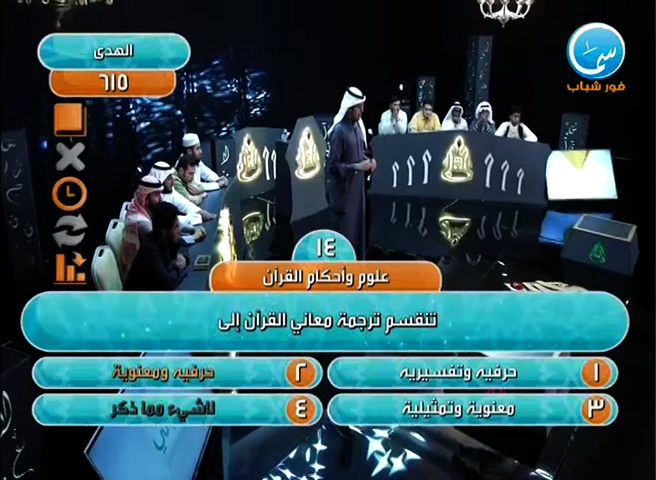 الهدى
٦١٥
سما
فور شباب
١٤
علوم وأحكام القرآن
تنقسم ترجمة معاني القرآن إلى
١ حرفيه وتفسيريه
٢ حرفيه ومعنوية
٣ معنوية وتمثيلية
٤ لاشيء مما ذكر